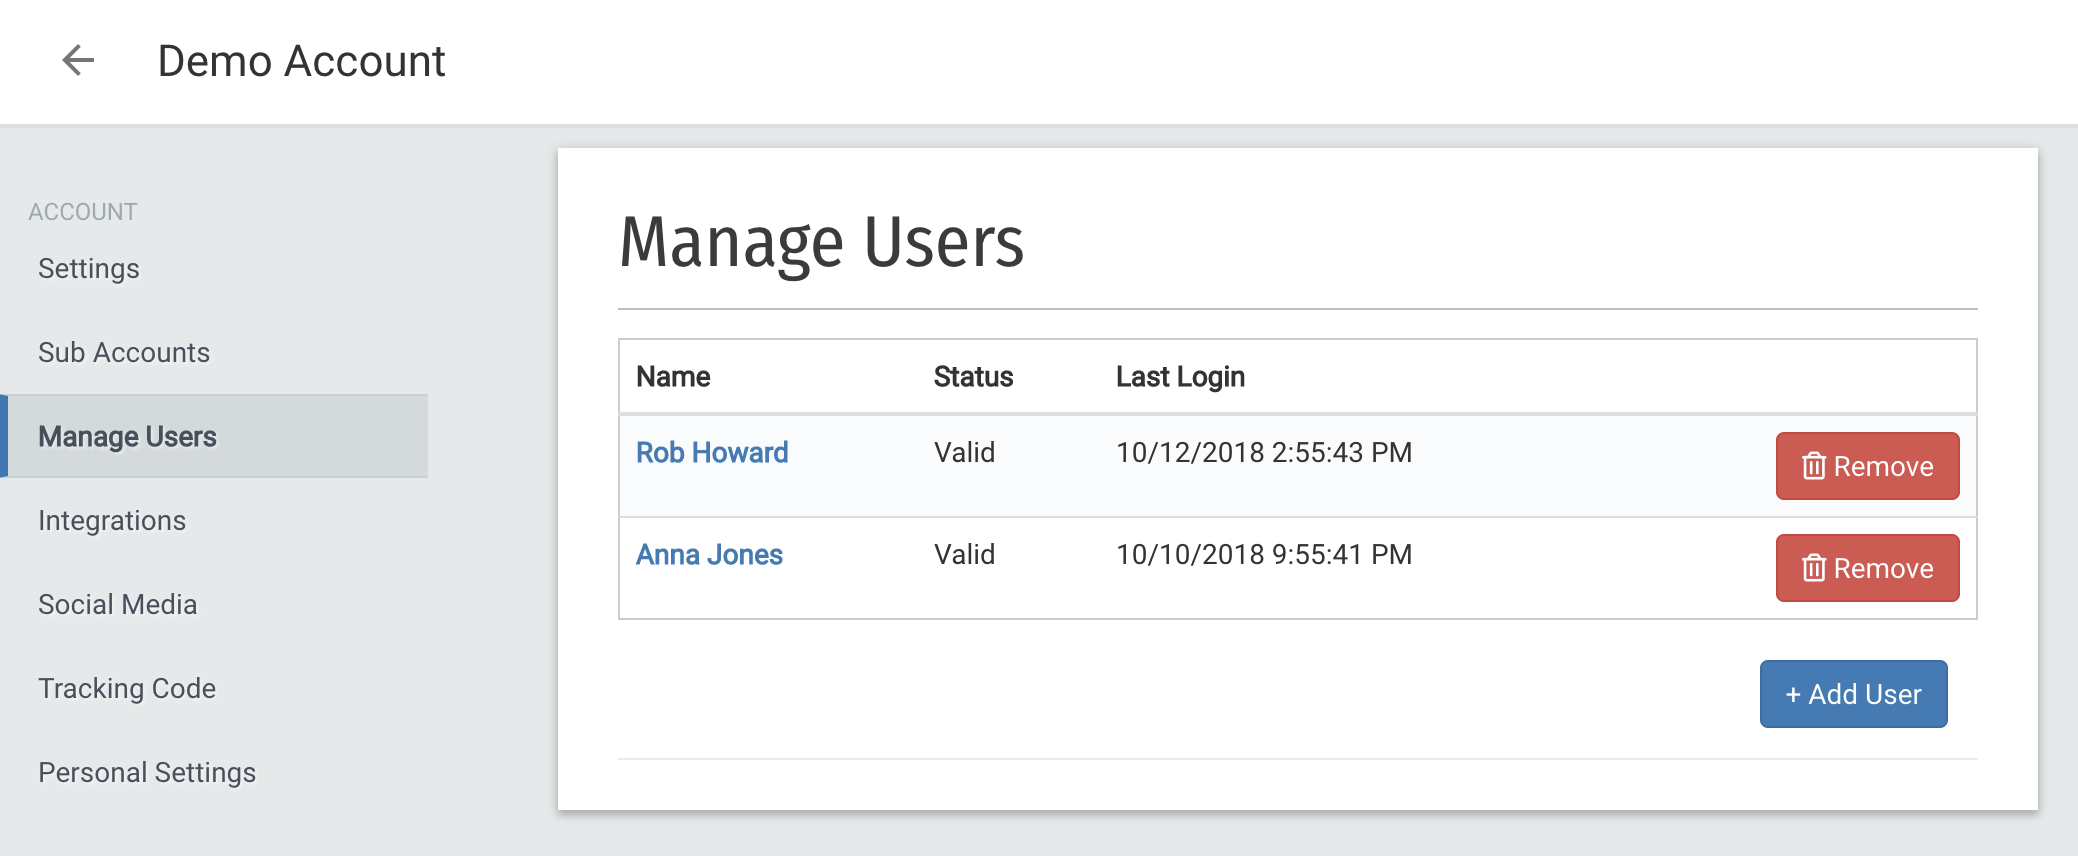 Demo Account
ACCOUNT
Settings
Sub Accounts
Manage Users
Integrations
Social Media
Tracking Code
Personal Settings
Manage Users
Name Status Last Login
Rob Howard Valid 10/12/2018 2:55:43 PM Remove
Anna Jones Valid 10/10/2018 9:55:41 PM Remove
+ Add User